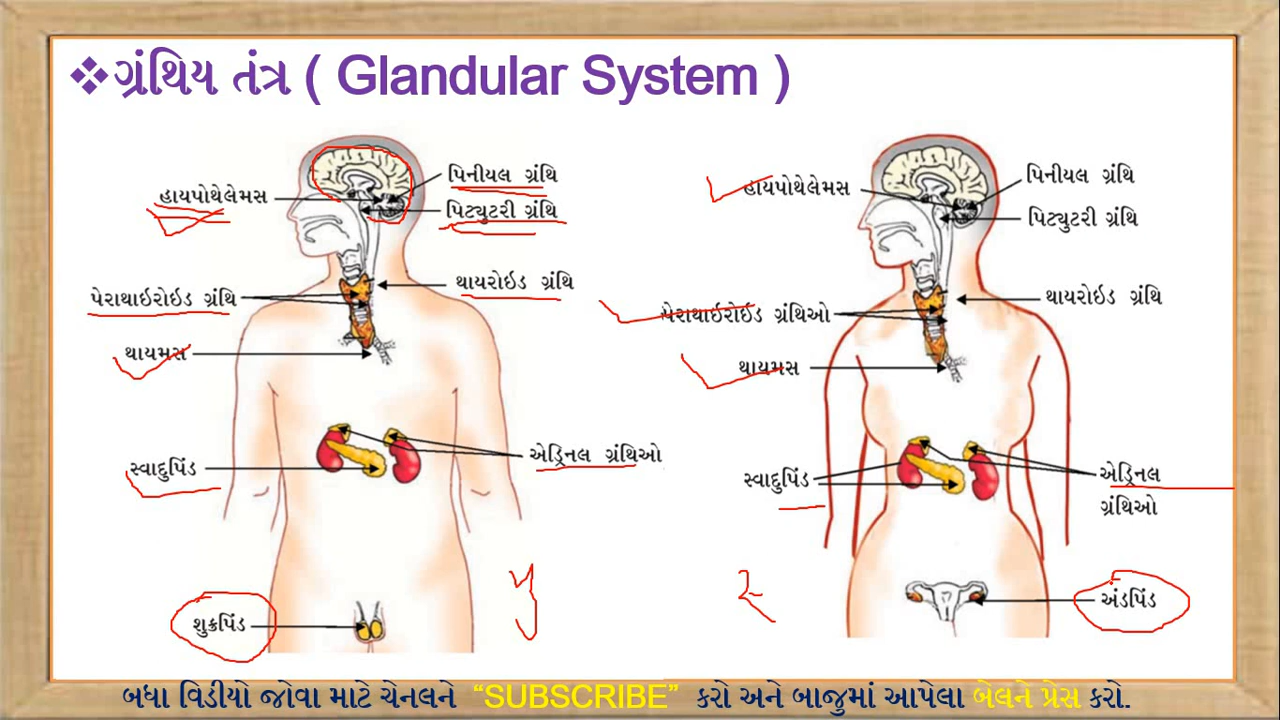 ❖ગ્રંથિય તંત્ર ( Glandular System )
હાયપોથેલેમસ
પિનીયલ ગ્રંથિ
પિટ્યુટરી ગ્રંથિ
થાયરોઇડ ગ્રંથિ
પેરાથાઇરોઇડ ગ્રંથિ
થાયમસ
એડ્રિનલ ગ્રંથિઓ
સ્વાદુપિંડ
શુક્રપિંડ
પુ
હાયપોથેલેમસ
પિનીયલ ગ્રંથિ
પિટ્યુટરી ગ્રંથિ
થાયરોઇડ ગ્રંથિ
પેરાથાઇરોઇડ ગ્રંથિઓ
થાયમસ
સ્વાદુપિંડ
એડ્રિનલ
ગ્રંથિઓ
અંડપિંડ
બધા વિડીયો જોવા માટે ચેનલને “SUBSCRIBE” કરો અને બાજુમાં આપેલા બેલને પ્રેસ કરો.